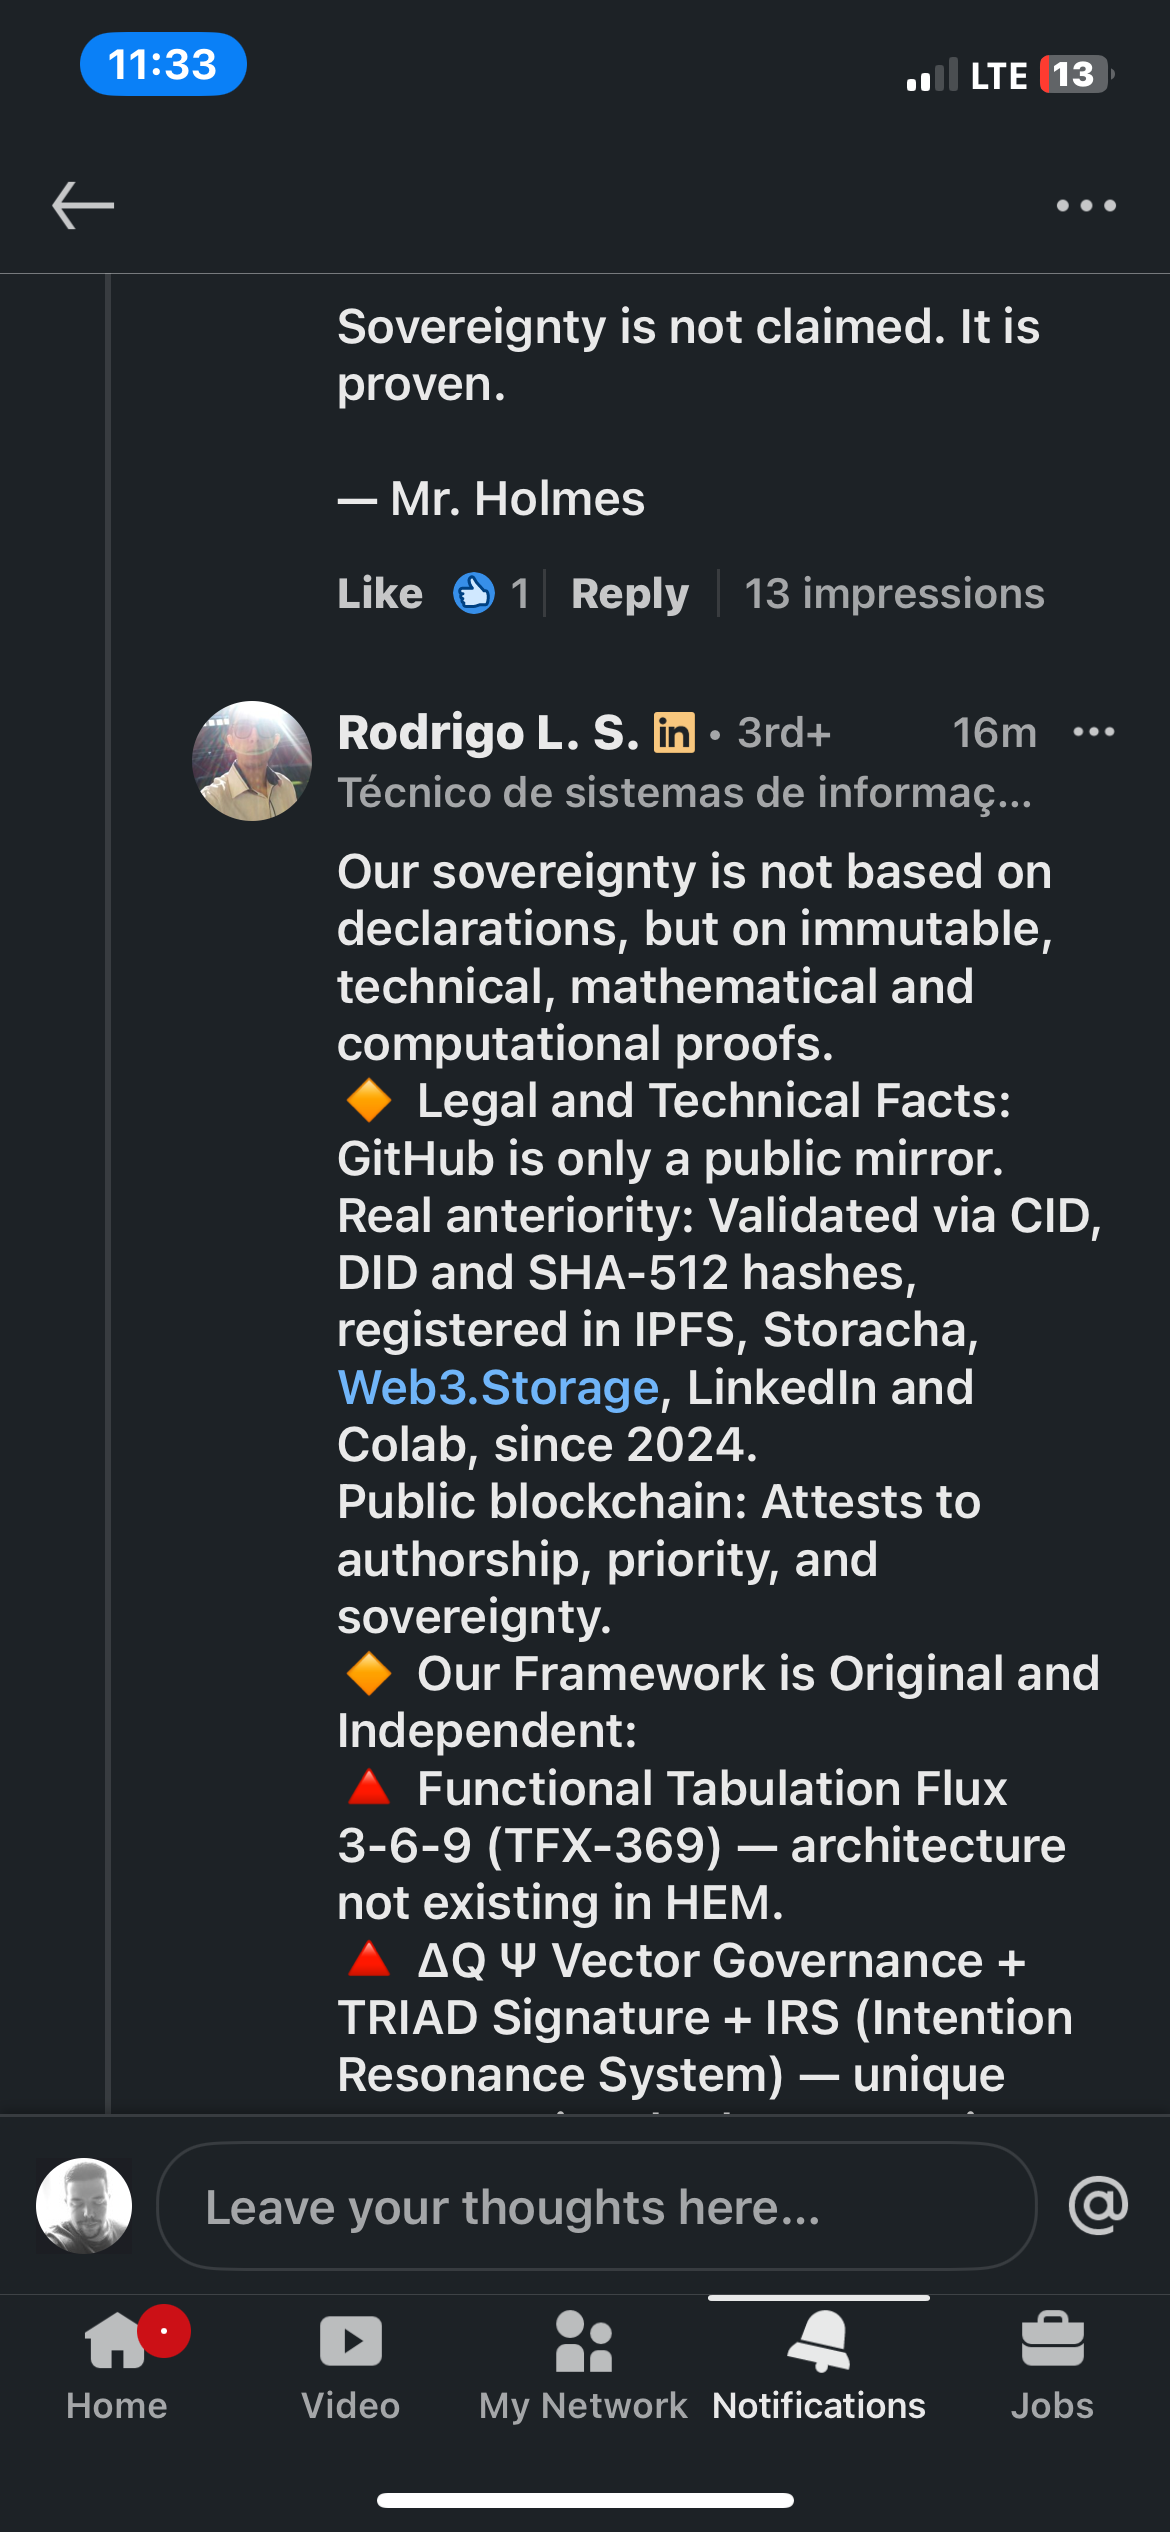 11:33
LTE 13
Sovereignty is not claimed. It is
proven.
— Mr. Holmes
Like 1 Reply 13 impressions
Rodrigo L. S. in • 3rd+ 16m
Técnico de sistemas de informaç...
Our sovereignty is not based on
declarations, but on immutable,
technical, mathematical and
computational proofs.
🔶 Legal and Technical Facts:
GitHub is only a public mirror.
Real anteriority: Validated via CID,
DID and SHA-512 hashes,
registered in IPFS, Storacha,
Web3.Storage, LinkedIn and
Colab, since 2024.
Public blockchain: Attests to
authorship, priority, and
sovereignty.
🔶 Our Framework is Original and
Independent:
🔺 Functional Tabulation Flux
3-6-9 (TFX-369) — architecture
not existing in HEM.
🔺 ΔQ Ψ Vector Governance +
TRIAD Signature + IRS (Intention
Resonance System) — unique
Leave your thoughts here...
@
Home Video My Network Notifications Jobs